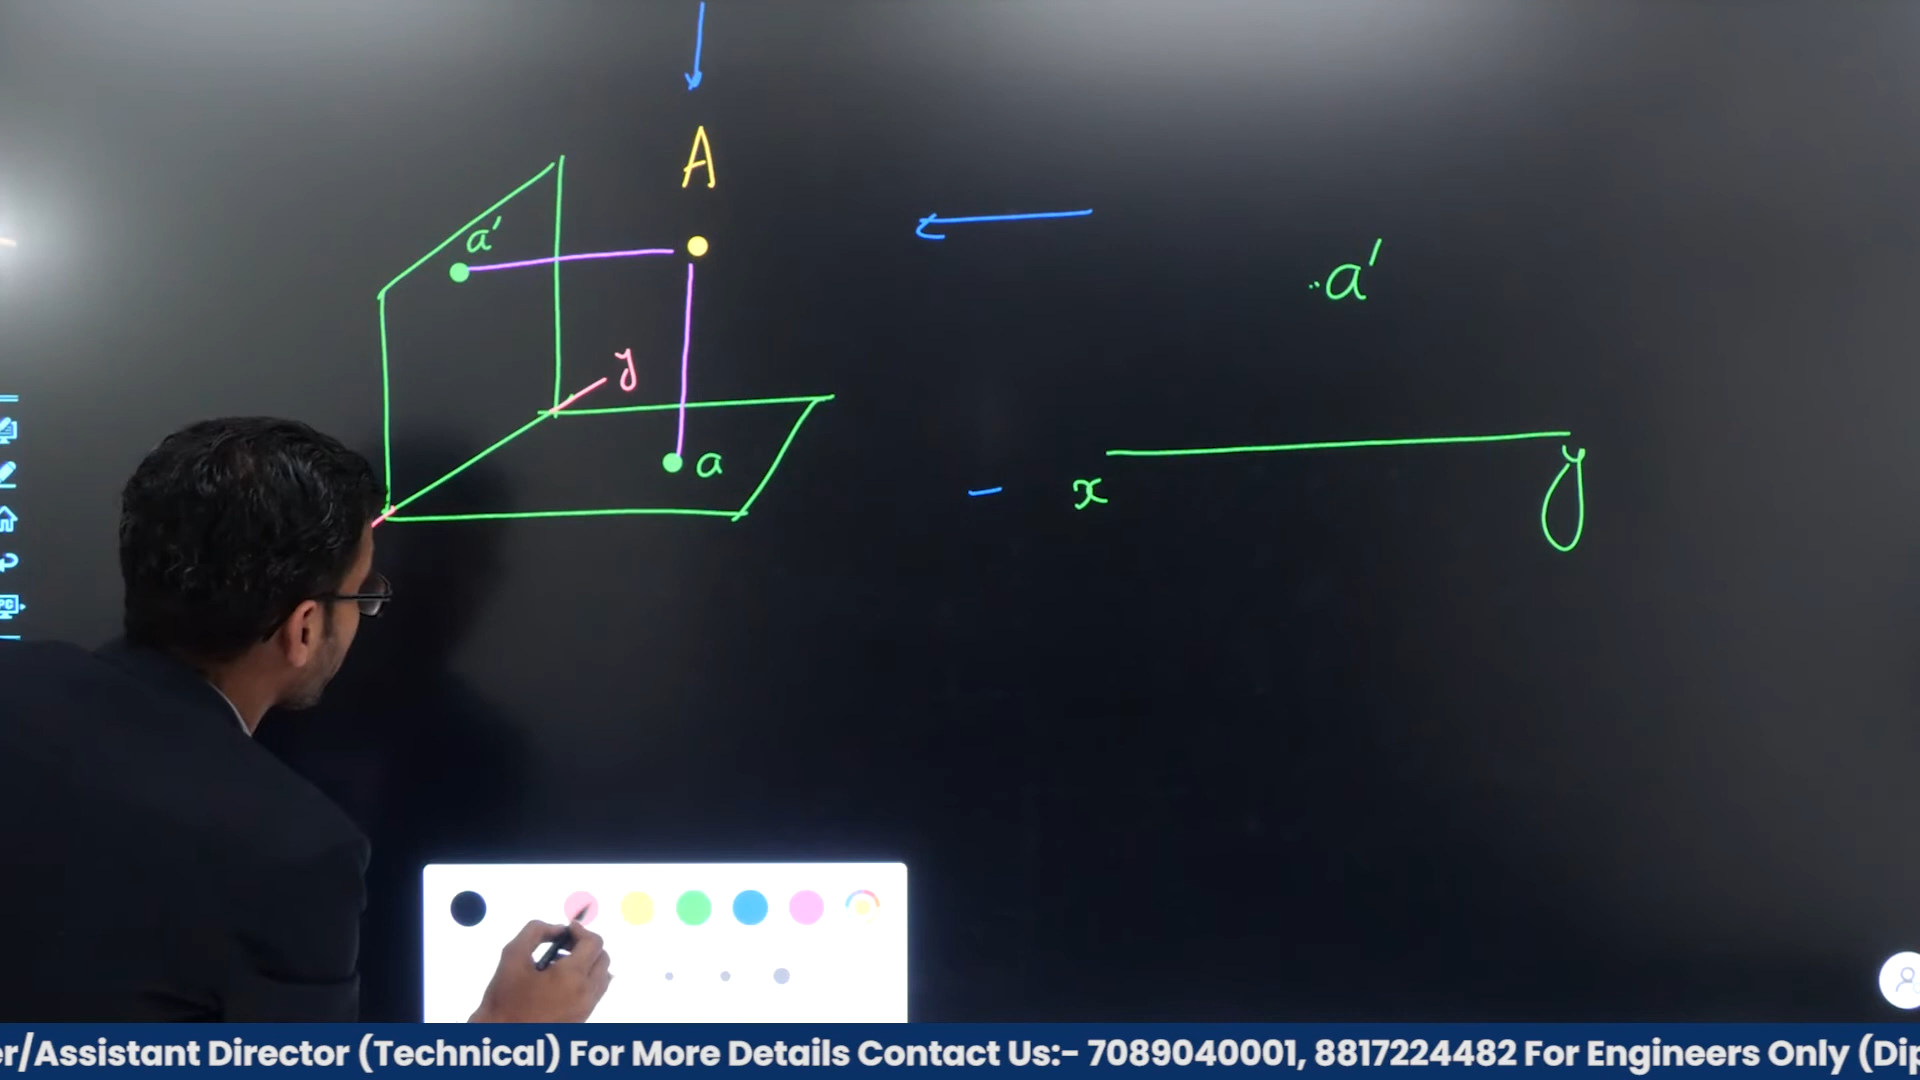 A
a'
a'
y
a
x
y
er/Assistant Director (Technical) For More Details Contact Us:- 7089040001, 8817224482 For Engineers Only (Dip